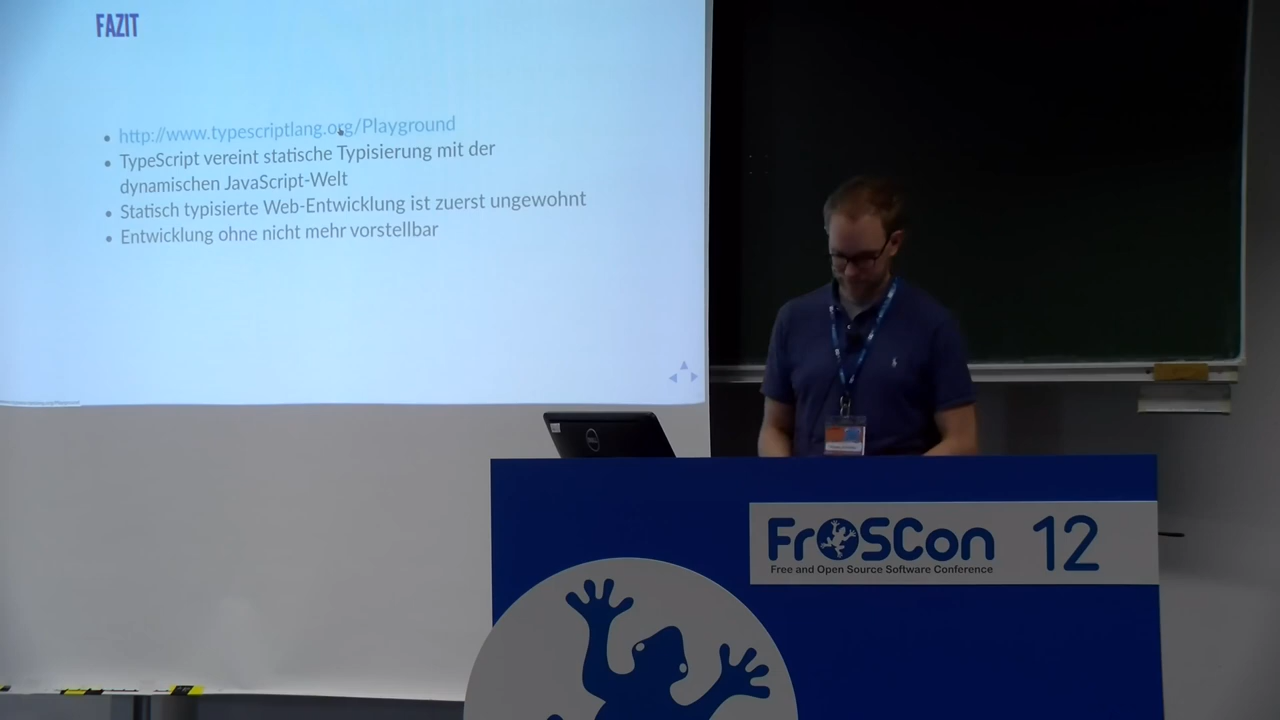 FAZIT
http://www.typescriptlang.org/Playground
TypeScript vereint statische Typisierung mit der
dynamischen JavaScript-Welt
Statisch typisierte Web-Entwicklung ist zuerst ungewohnt
Entwicklung ohne nicht mehr vorstellbar
DELL
FrOSCon 12
Free and Open Source Software Conference